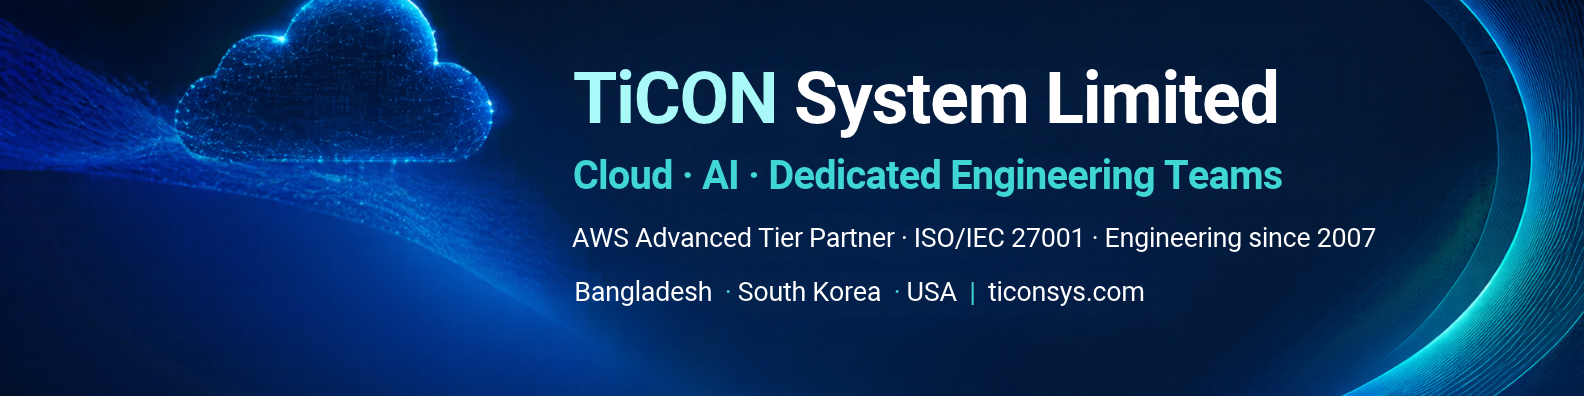 TiCON System Limited
Cloud · AI · Dedicated Engineering Teams
AWS Advanced Tier Partner · ISO/IEC 27001 · Engineering since 2007
Bangladesh · South Korea · USA | ticonsys.com